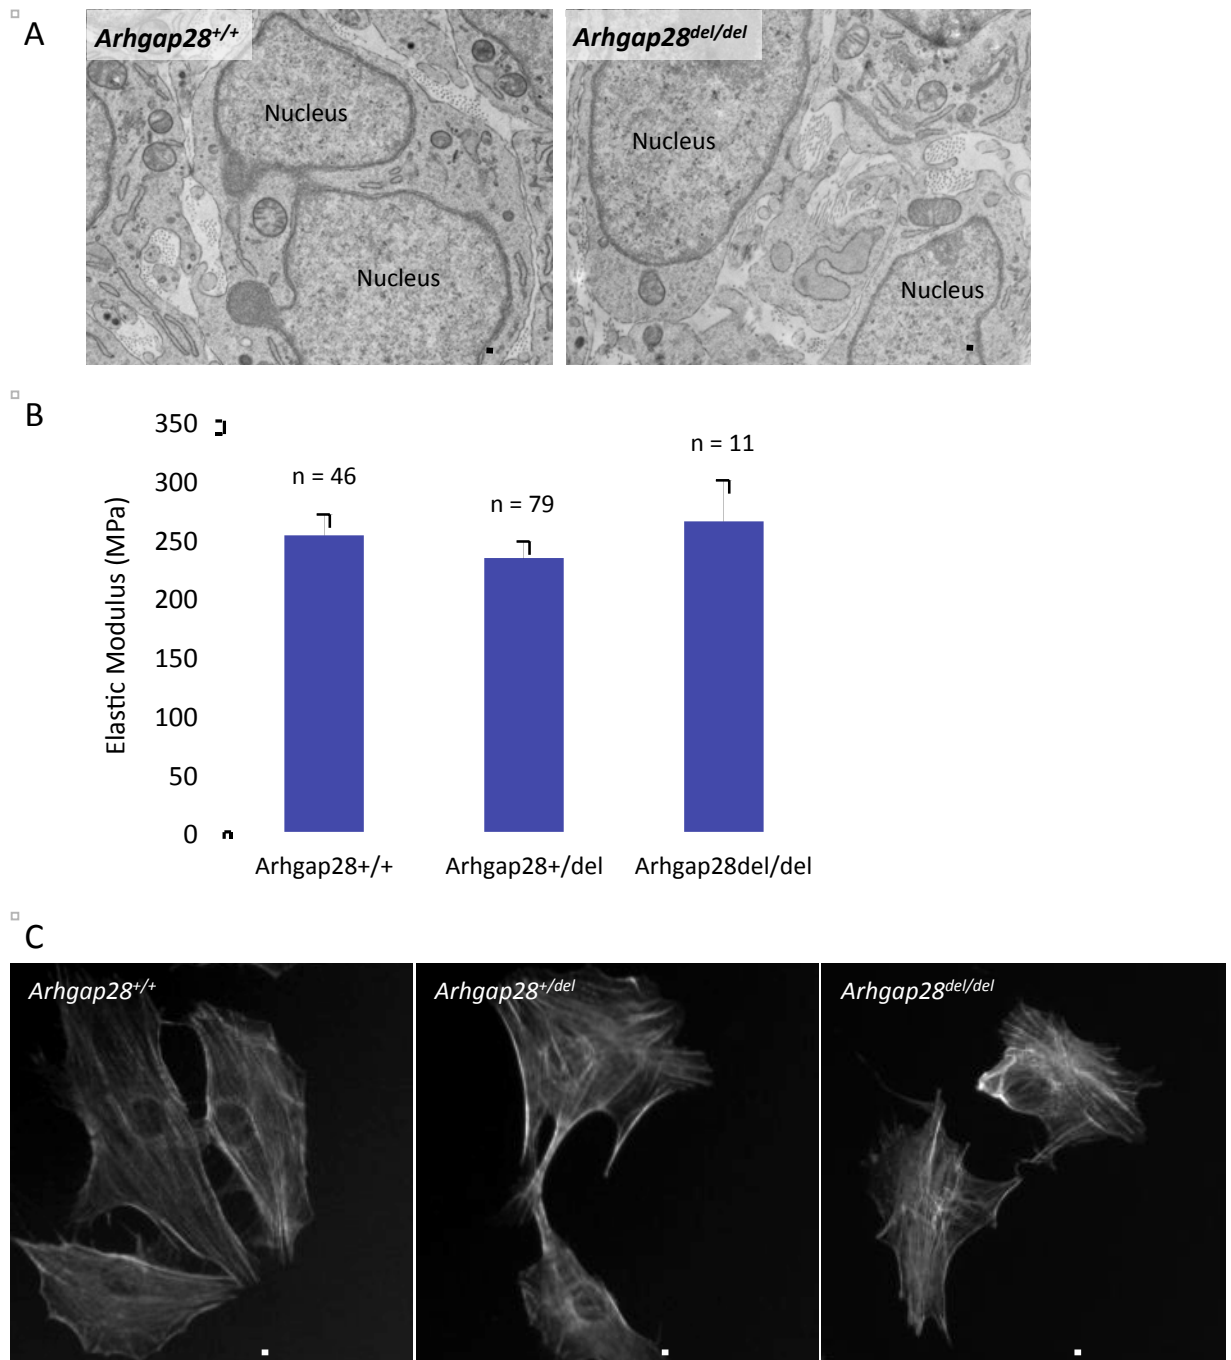 A
Arhgap28+/+
Arhgap28del/del
Nucleus
Nucleus
Nucleus
Nucleus
B
Elastic Modulus (MPa)
350
300
250
200
150
100
50
0
n = 46
n = 79
n = 11
Arhgap28+/+
Arhgap28+/del
Arhgap28del/del
C
Arhgap28+/+
Arhgap28+/del
Arhgap28del/del